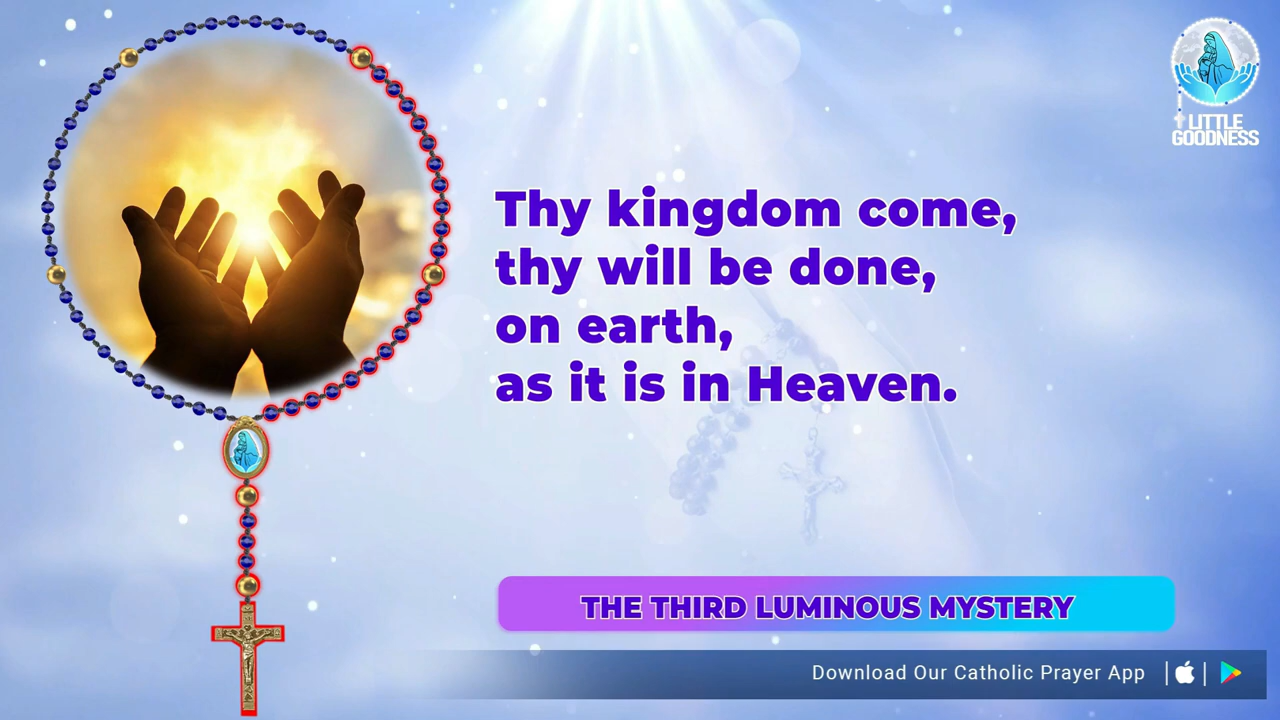 LITTLE
GOODNESS
Thy kingdom come,
thy will be done,
on earth,
as it is in Heaven.
THE THIRD LUMINOUS MYSTERY
Download Our Catholic Prayer App